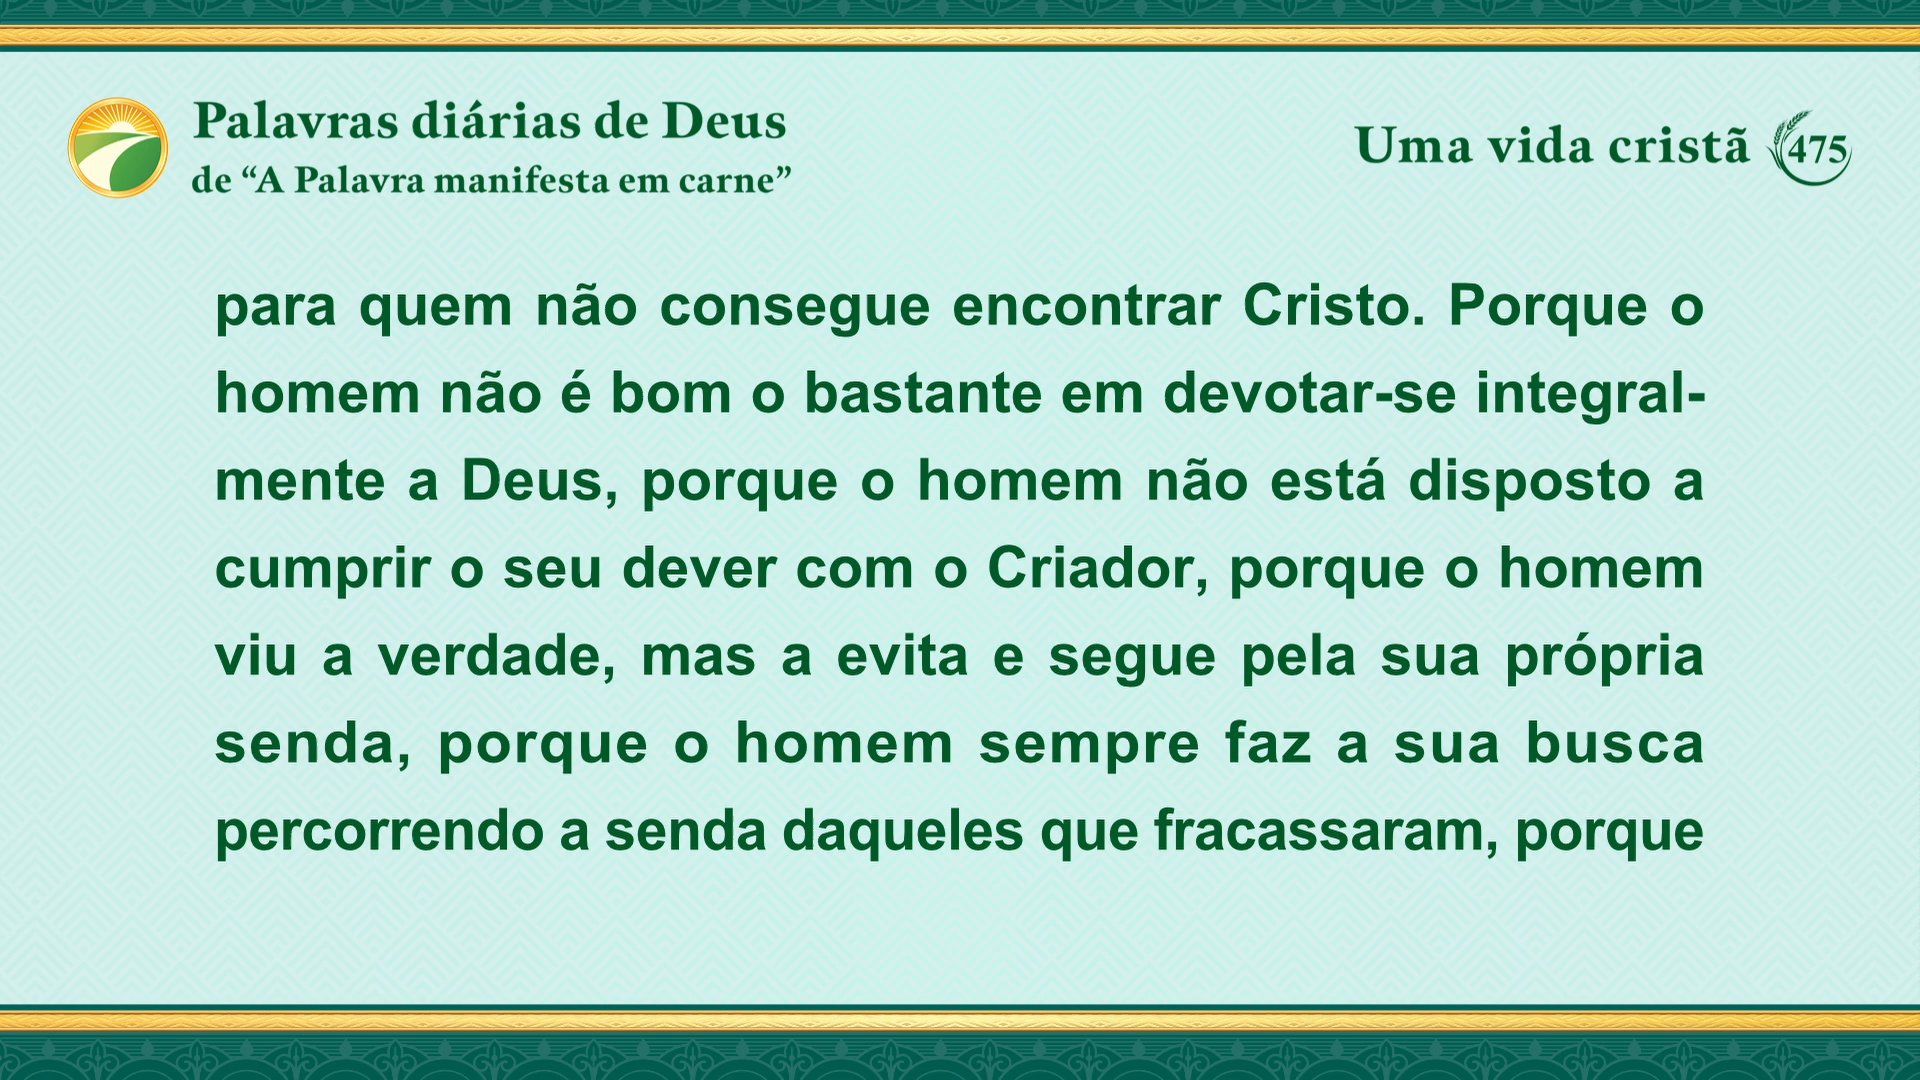 Palavras diárias de Deus
de “A Palavra manifesta em carne”
Uma vida cristã 475
para quem não consegue encontrar Cristo. Porque o
homem não é bom o bastante em devotar-se integral-
mente a Deus, porque o homem não está disposto a
cumprir o seu dever com o Criador, porque o homem
viu a verdade, mas a evita e segue pela sua própria
senda, porque o homem sempre faz a sua busca
percorrendo a senda daqueles que fracassaram, porque